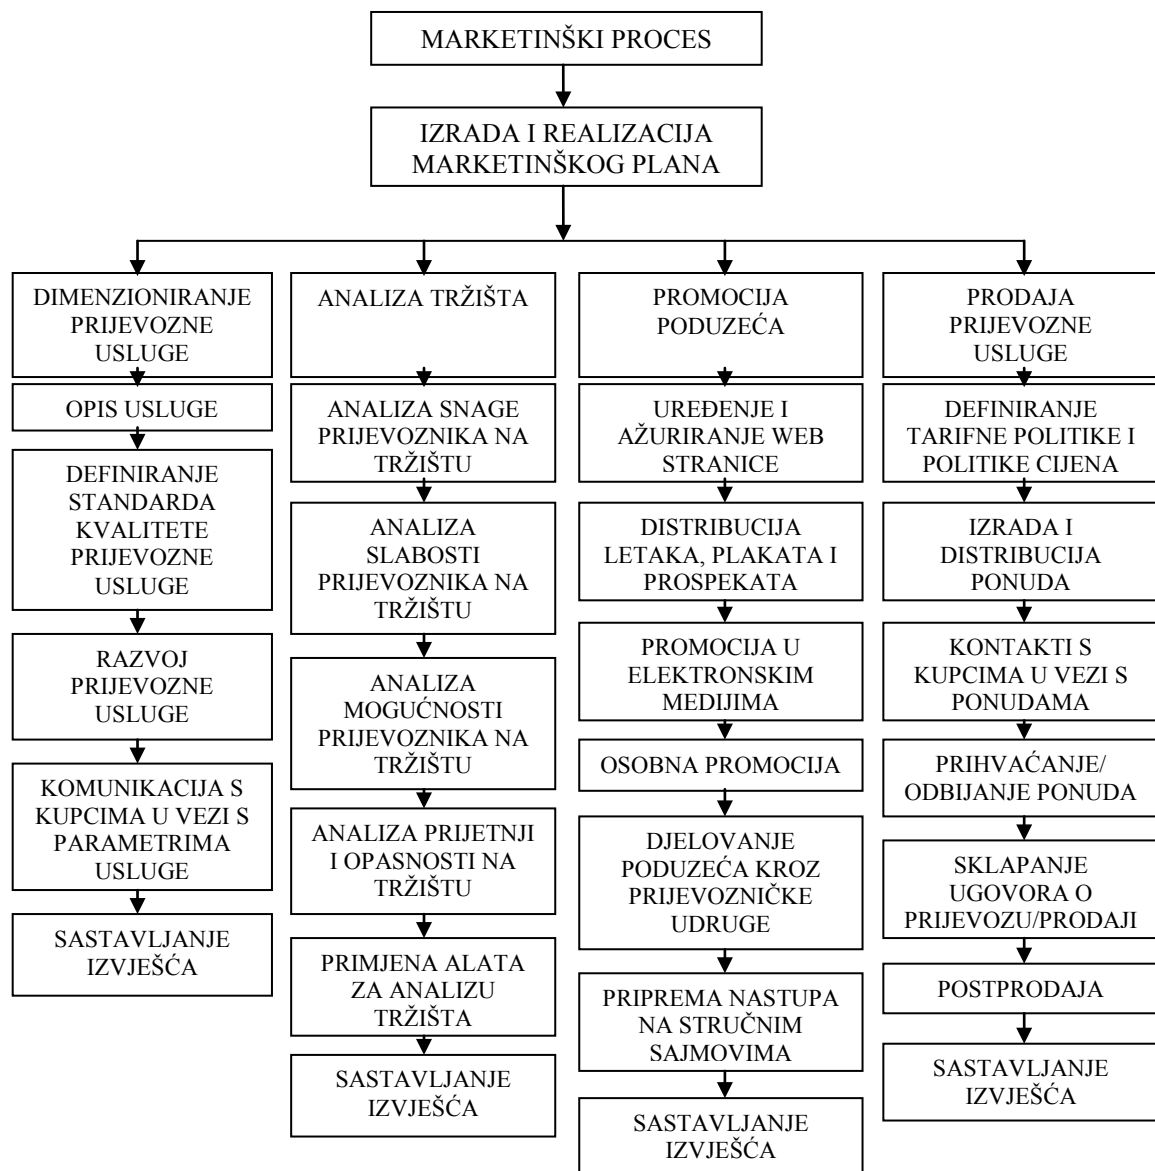 MARKETINŠKI PROCES
IZRADA I REALIZACIJA
MARKETINŠKOG PLANA
DIMENZIONIRANJE
PRIJEVOZNE
USLUGE
OPIS USLUGE
DEFINIRANJE
STANDARDA
KVALITETE
PRIJEVOZNE
USLUGE
RAZVOJ
PRIJEVOZNE
USLUGE
KOMUNIKACIJA S
KUPCIMA U VEZI S
PARAMETRIMA
USLUGE
SASTAVLJANJE
IZVJEŠĆA
ANALIZA TRŽIŠTA
ANALIZA SNAGE
PRIJEVOZNIKA NA
TRŽIŠTU
ANALIZA
SLABOSTI
PRIJEVOZNIKA NA
TRŽIŠTU
ANALIZA
MOGUĆNOSTI
PRIJEVOZNIKA NA
TRŽIŠTU
ANALIZA PRIJETNJI
I OPASNOSTI NA
TRŽIŠTU
PRIMJENA ALATA
ZA ANALIZU
TRŽIŠTA
SASTAVLJANJE
IZVJEŠĆA
PROMOCIJA
PODUZEĆA
UREĐENJE I
AŽURIRANJE WEB
STRANICE
DISTRIBUCIJA
LETAKA, PLAKATA I
PROSPEKATA
PROMOCIJA U
ELEKTRONSKIM
MEDIJIMA
OSOBNA PROMOCIJA
DJELOVANJE
PODUZEĆA KROZ
PRIJEVOZNIČKE
UDRUGE
PRIPREMA NASTUPA
NA STRUČNIM
SAJMOVIMA
SASTAVLJANJE
IZVJEŠĆA
PRODAJA
PRIJEVOZNE
USLUGE
DEFINIRANJE
TARIFNE POLITIKE I
POLITIKE CIJENA
IZRADA I
DISTRIBUCIJA
PONUDA
KONTAKTI S
KUPCIMA U VEZI S
PONUDAMA
PRIHVAĆANJE/
ODBIJANJE PONUDA
SKLAPANJE
UGOVORA O
PRIJEVOZU/PRODAJI
POSTPRODAJA
SASTAVLJANJE
IZVJEŠĆA